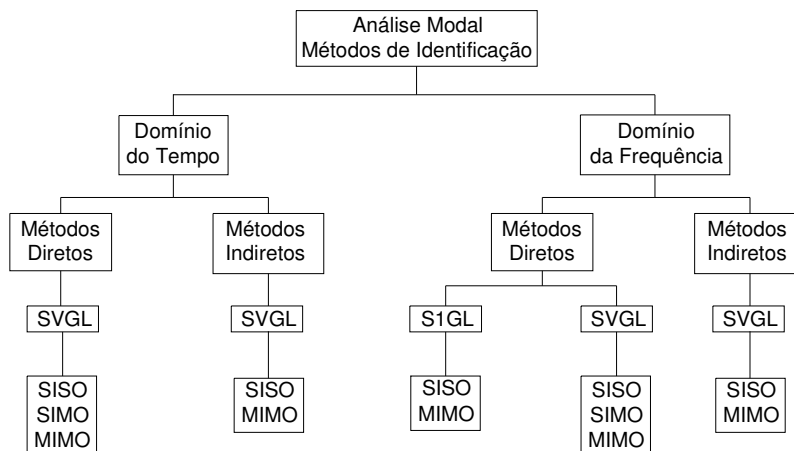 Análise Modal
Métodos de Identificação
Domínio
do Tempo
Domínio
da Frequência
Métodos
Diretos
Métodos
Indiretos
Métodos
Diretos
Métodos
Indiretos
SVGL
SVGL
S1GL
SVGL
SVGL
SISO
SIMO
MIMO
SISO
MIMO
SISO
MIMO
SISO
SIMO
MIMO
SISO
MIMO